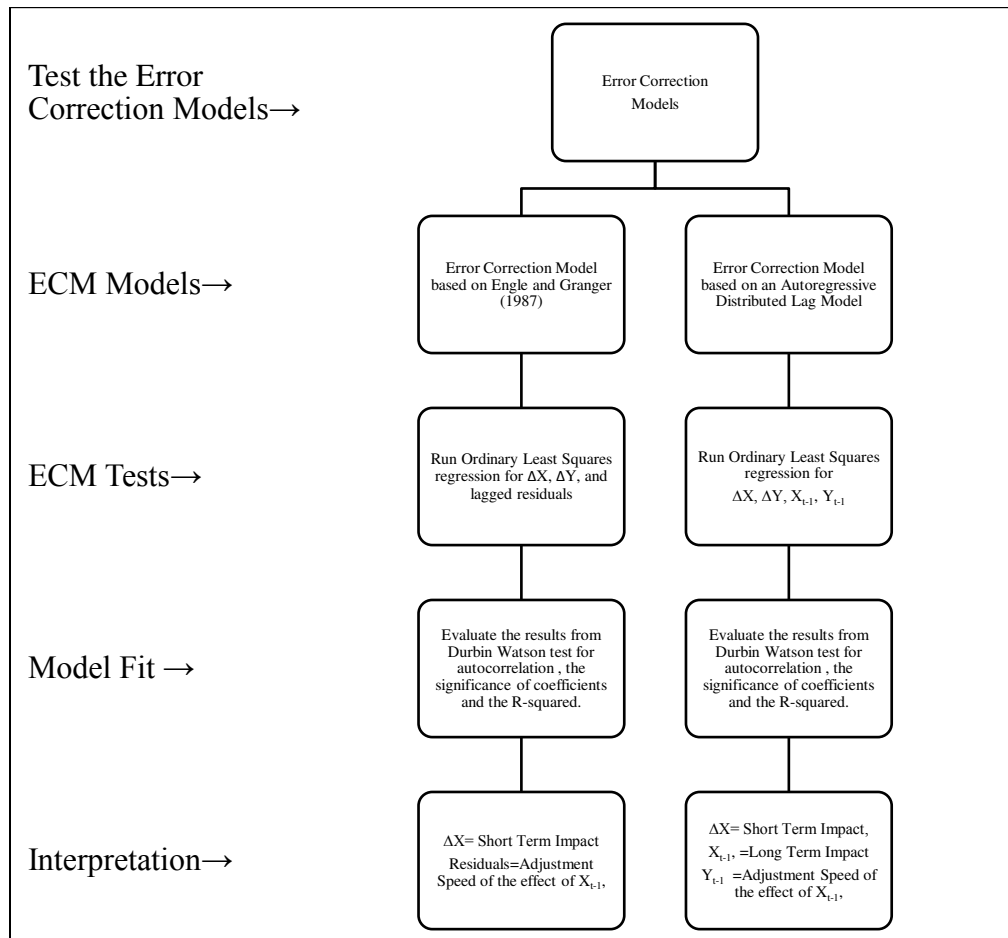 Test the Error
Correction Models→
Error Correction
Models
ECM Models→
Error Correction Model
based on Engle and Granger
(1987)
Error Correction Model
based on an Autoregressive
Distributed Lag Model
ECM Tests→
Run Ordinary Least Squares
regression for ΔX, ΔY, and
lagged residuals
Run Ordinary Least Squares
regression for
ΔX, ΔY, Xₜ₋₁, Yₜ₋₁
Model Fit →
Evaluate the results from
Durbin Watson test for
autocorrelation , the
significance of coefficients
and the R-squared.
Evaluate the results from
Durbin Watson test for
autocorrelation , the
significance of coefficients
and the R-squared.
Interpretation→
ΔX= Short Term Impact
Residuals=Adjustment
Speed of the effect of Xₜ₋₁,
ΔX= Short Term Impact,
Xₜ₋₁, =Long Term Impact
Yₜ₋₁ =Adjustment Speed of
the effect of Xₜ₋₁,